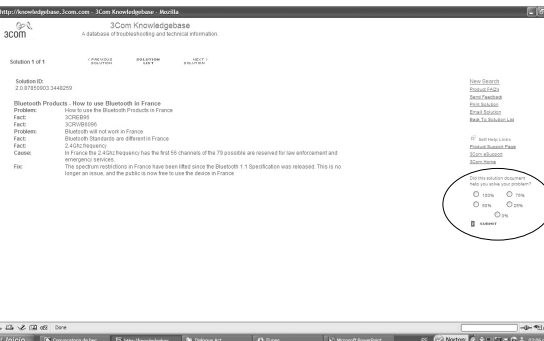 http://knowledgebase.3com.com - 3Com Knowledgebase - Mozilla
3COM
3Com Knowledgebase
A database of troubleshooting and technical information.
Solution 1 of 1
< PREVIOUS SOLUTION
SOLUTION LIST
NEXT > SOLUTION
Solution ID:
2.0.87850903.3448259
Bluetooth Products - How to use Bluetooth in France
Problem: How to use the Bluetooth Products in France
Fact: 3CREB96
Fact: 3CRWB6096
Problem: Bluetooth will not work in France
Fact: Bluetooth Standards are different in France
Fact: 2.4Ghz frequency
Cause: In France the 2.4Ghz frequency has the first 56 channels of the 79 possible are reserved for law enforcement and
emergency services.
Fix: The spectrum restrictions in France have been lifted since the Bluetooth 1.1 Specification was released. This is no
longer an issue, and the public is now free to use the device in France
New Search
Product FAQs
Send Feedback
Print Solution
Email Solution
Back To Solution List
Self Help Links
Product Support Page
3Com eSupport
3Com Home
Did this solution document
help you solve your problem?
100% 75%
50% 25%
0%
SUBMIT
Done
Inicio
Dialogue Act
iTunes
Microsoft PowerPoint
Norton